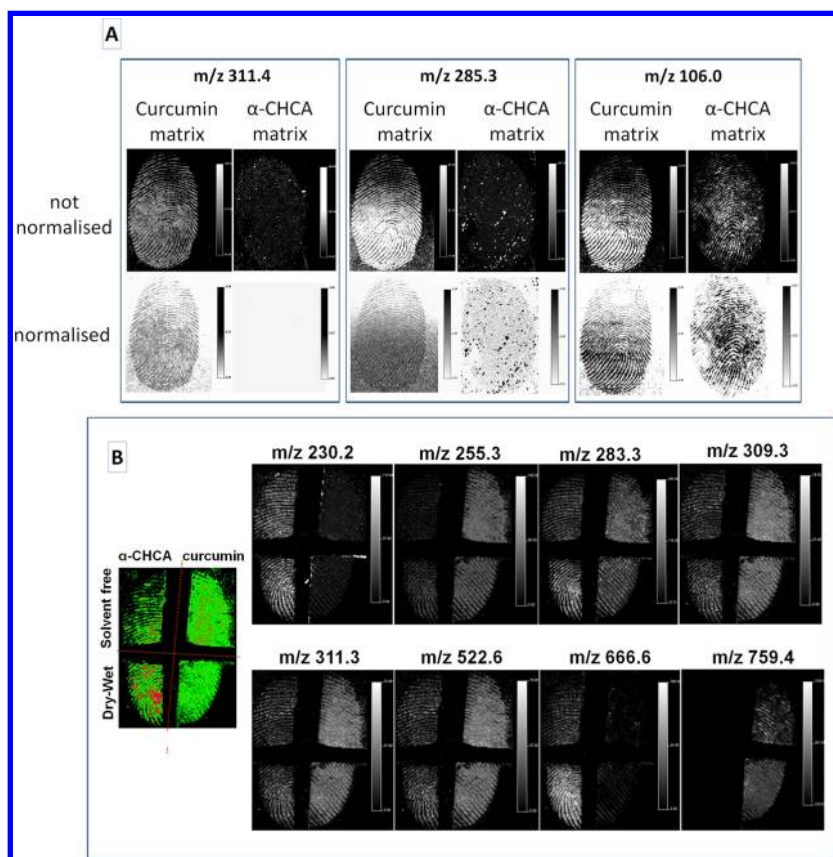 A
m/z 311.4 m/z 285.3 m/z 106.0
Curcumin matrix α-CHCA matrix Curcumin matrix α-CHCA matrix Curcumin matrix α-CHCA matrix
not normalised
normalised
B
m/z 230.2 m/z 255.3 m/z 283.3 m/z 309.3
α-CHCA curcumin
Solvent free
Dry-Wet
m/z 311.3 m/z 522.6 m/z 666.6 m/z 759.4